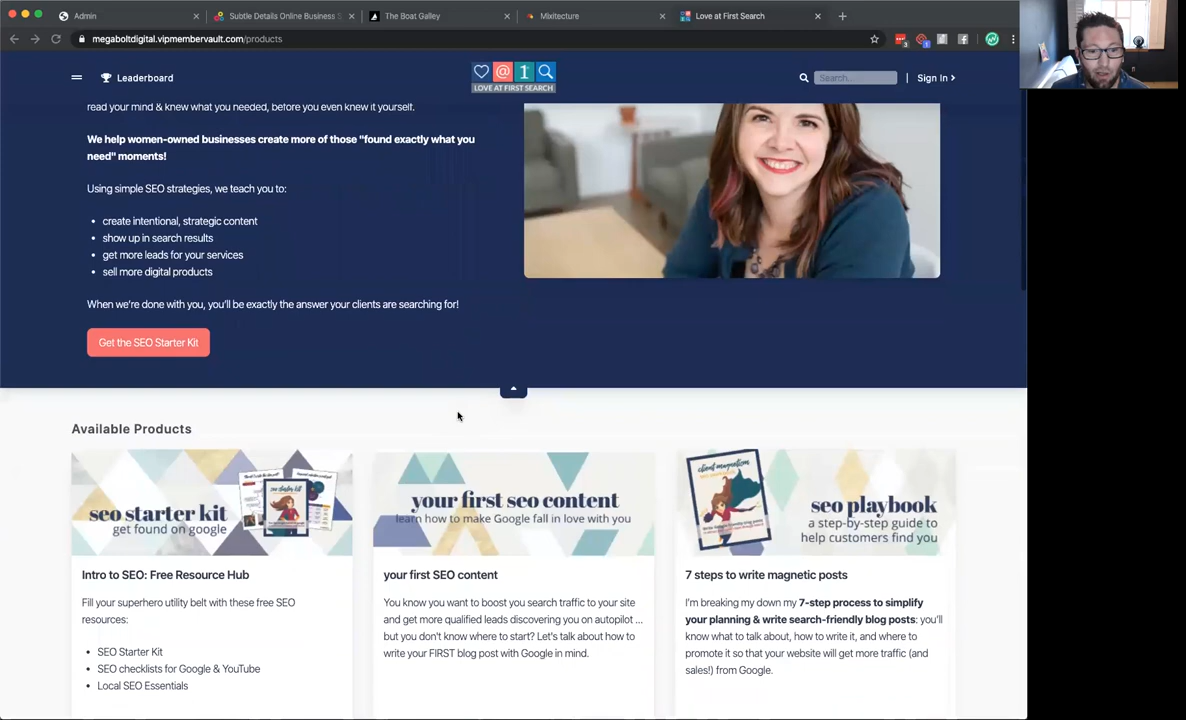 Admin
Subtle Details Online Business
The Boat Galley
Mixitecture
Love at First Search
megaboltdigital.vipmembervault.com/products
Leaderboard
@ 1
LOVE AT FIRST SEARCH
Search...
Sign In
read your mind & knew what you needed, before you even knew it yourself.
We help women-owned businesses create more of those "found exactly what you
need" moments!
Using simple SEO strategies, we teach you to:
• create intentional, strategic content
• show up in search results
• get more leads for your services
• sell more digital products
When we're done with you, you'll be exactly the answer your clients are searching for!
Get the SEO Starter Kit
Available Products
seo starter kit
get found on google
seo starter kit
Intro to SEO: Free Resource Hub
Fill your superhero utility belt with these free SEO
resources:
• SEO Starter Kit
• SEO checklists for Google & YouTube
• Local SEO Essentials
your first seo content
learn how to make Google fall in love with you
your first SEO content
You know you want to boost you search traffic to your site
and get more qualified leads discovering you on autopilot ...
but you don't know where to start? Let's talk about how to
write your FIRST blog post with Google in mind.
client magnetism
seo playbook
a step-by-step guide to
help customers find you
7 steps to write magnetic posts
I'm breaking my down my 7-step process to simplify
your planning & write search-friendly blog posts: you'll
know what to talk about, how to write it, and where to
promote it so that your website will get more traffic (and
sales!) from Google.